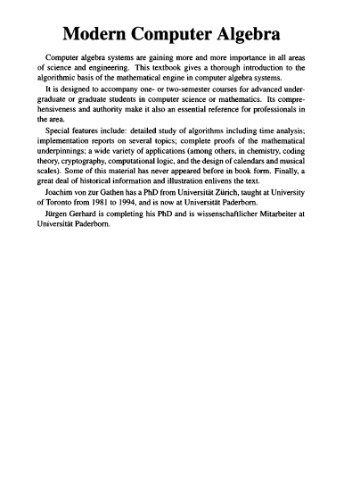 Modern Computer Algebra
Computer algebra systems are gaining more and more importance in all areas
of science and engineering. This textbook gives a thorough introduction to the
algorithmic basis of the mathematical engine in computer algebra systems.
It is designed to accompany one- or two-semester courses for advanced under-
graduate or graduate students in computer science or mathematics. Its compre-
hensiveness and authority make it also an essential reference for professionals in
the area.
Special features include: detailed study of algorithms including time analysis;
implementation reports on several topics; complete proofs of the mathematical
underpinnings; a wide variety of applications (among others, in chemistry, coding
theory, cryptography, computational logic, and the design of calendars and musical
scales). Some of this material has never appeared before in book form. Finally, a
great deal of historical information and illustration enlivens the text.
Joachim von zur Gathen has a PhD from Universität Zürich, taught at University
of Toronto from 1981 to 1994, and is now at Universität Paderborn.
Jürgen Gerhard is completing his PhD and is wissenschaftlicher Mitarbeiter at
Universität Paderborn.